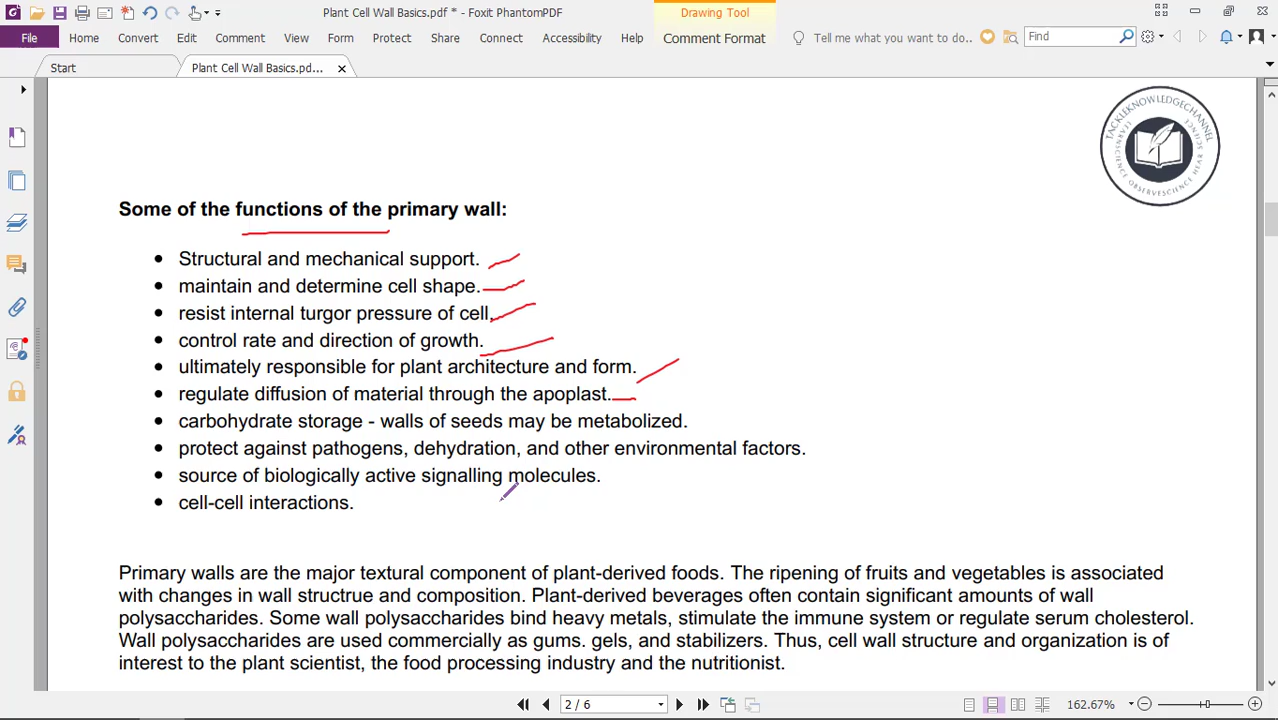 Plant Cell Wall Basics.pdf * - Foxit PhantomPDF
Drawing Tool
File Home Convert Edit Comment View Form Protect Share Connect Accessibility Help Comment Format Tell me what you want to do.. Find
Start Plant Cell Wall Basics.pd...
TACKLEKNOWLEDGECHANNEL
LEARNSCIENCE OBSERVESCIENCE HEARSCIENCE
Some of the functions of the primary wall:
• Structural and mechanical support.
• maintain and determine cell shape.
• resist internal turgor pressure of cell.
• control rate and direction of growth.
• ultimately responsible for plant architecture and form.
• regulate diffusion of material through the apoplast.
• carbohydrate storage - walls of seeds may be metabolized.
• protect against pathogens, dehydration, and other environmental factors.
• source of biologically active signalling molecules.
• cell-cell interactions.
Primary walls are the major textural component of plant-derived foods. The ripening of fruits and vegetables is associated
with changes in wall structrue and composition. Plant-derived beverages often contain significant amounts of wall
polysaccharides. Some wall polysaccharides bind heavy metals, stimulate the immune system or regulate serum cholesterol.
Wall polysaccharides are used commercially as gums. gels, and stabilizers. Thus, cell wall structure and organization is of
interest to the plant scientist, the food processing industry and the nutritionist.
2 / 6
162.67%